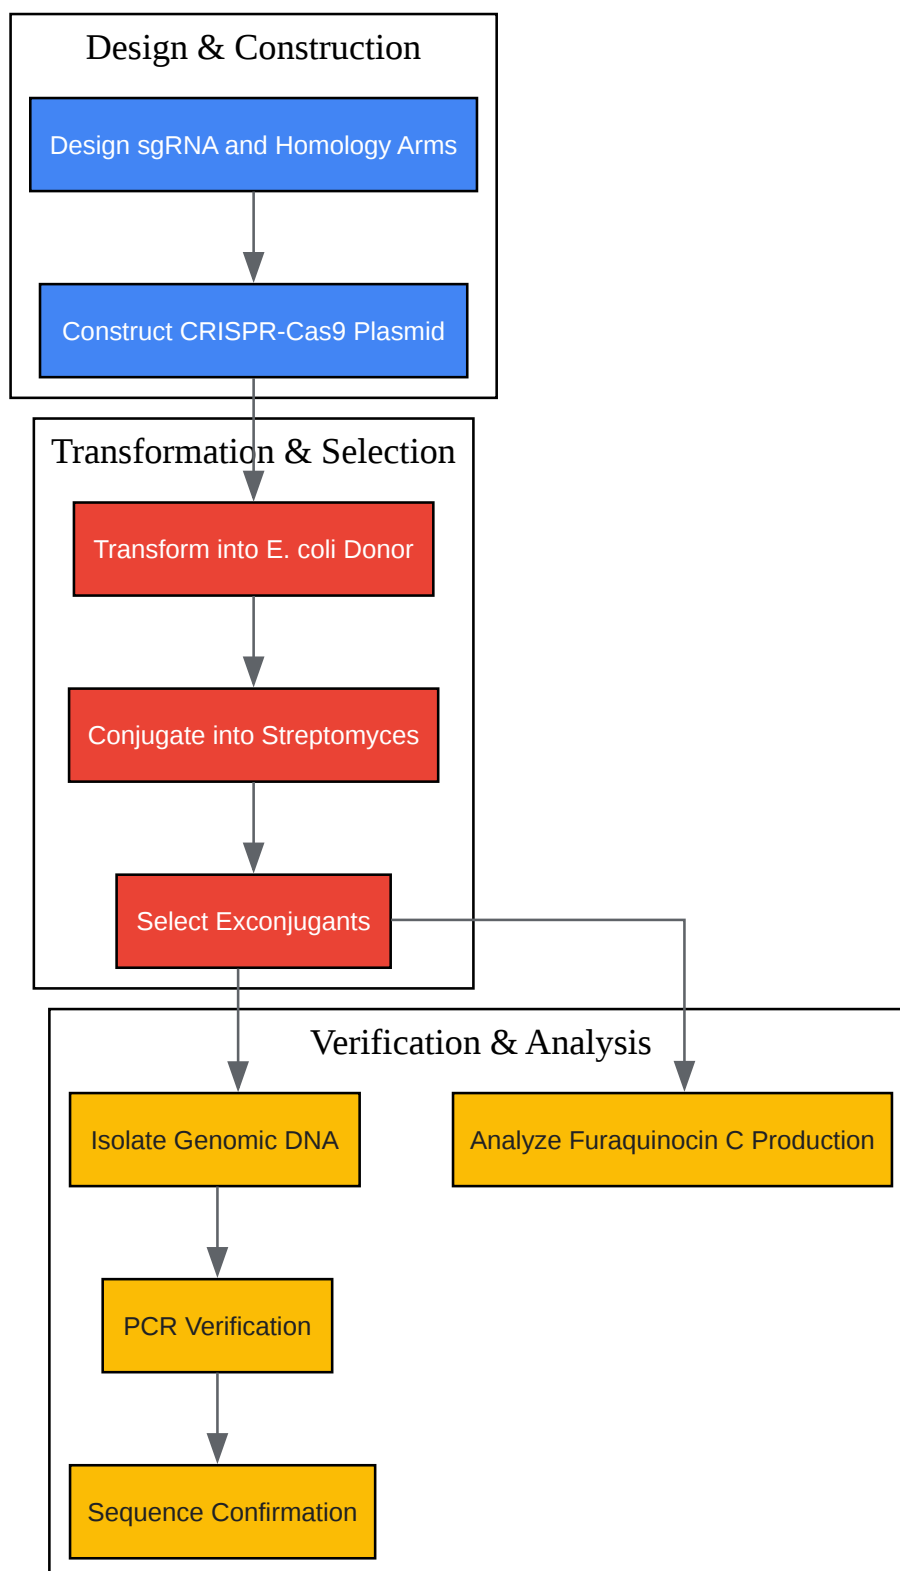 Design & Construction
Design sgRNA and Homology Arms
Construct CRISPR-Cas9 Plasmid
Transformation & Selection
Transform into E. coli Donor
Conjugate into Streptomyces
Select Exconjugants
Verification & Analysis
Isolate Genomic DNA
Analyze Furaquinocin C Production
PCR Verification
Sequence Confirmation